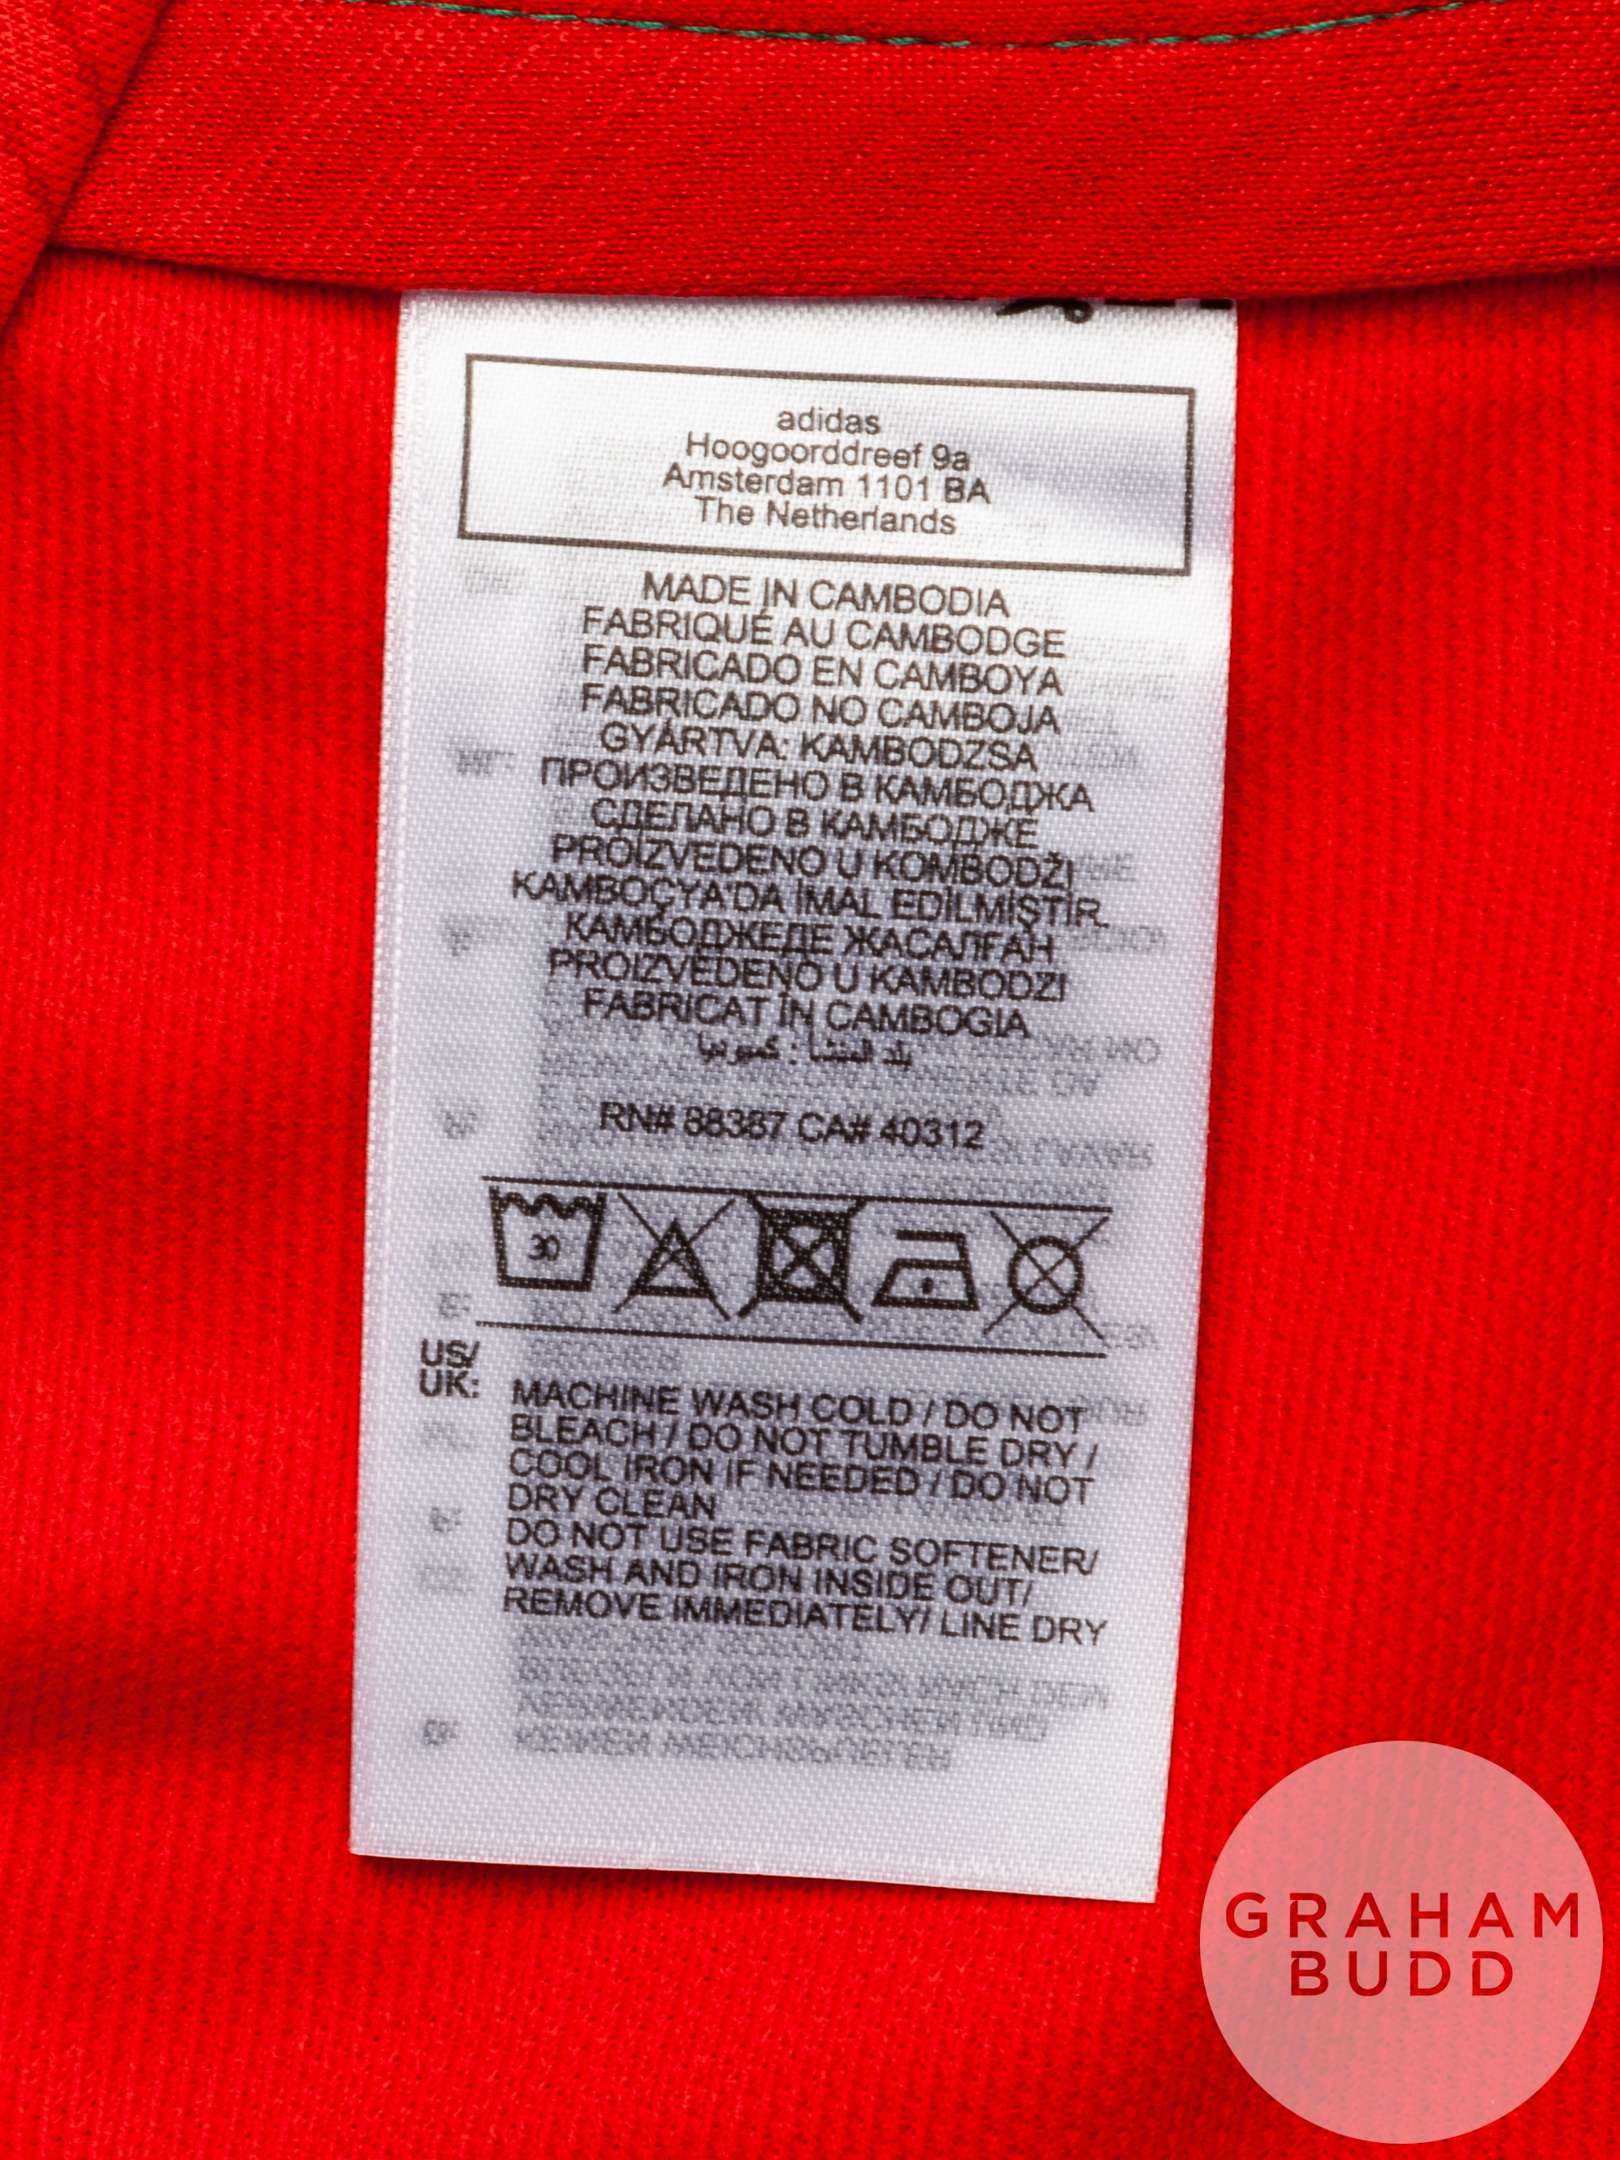 adidas
Hoogoorddreef 9a
Amsterdam 1101 BA
The Netherlands
MADE IN CAMBODIA
FABRIQUÉ AU CAMBODGE
FABRICADO EN CAMBOYA
FABRICADO NO CAMBOJA
GYÁRTVA: KAMBODZSA
ПРОИЗВЕДЕНО В КАМБОДЖА
СДЕЛАНО В КАМБОДЖЕ
PROIZVEDENO U KOMBODŽI
KAMBOÇYA'DA İMAL EDİLMİŞTİR.
КАМБОДЖЕДЕ ЖАСАЛҒАН
PROIZVEDENO U KAMBODZI
FABRICAT ÎN CAMBOGIA
بلد المنشأ : كمبوديا
RN# 88387 CA# 40312
30
US/
UK:
MACHINE WASH COLD / DO NOT
BLEACH / DO NOT TUMBLE DRY /
COOL IRON IF NEEDED / DO NOT
DRY CLEAN
DO NOT USE FABRIC SOFTENER/
WASH AND IRON INSIDE OUT/
REMOVE IMMEDIATELY/ LINE DRY
GRAHAM
BUDD